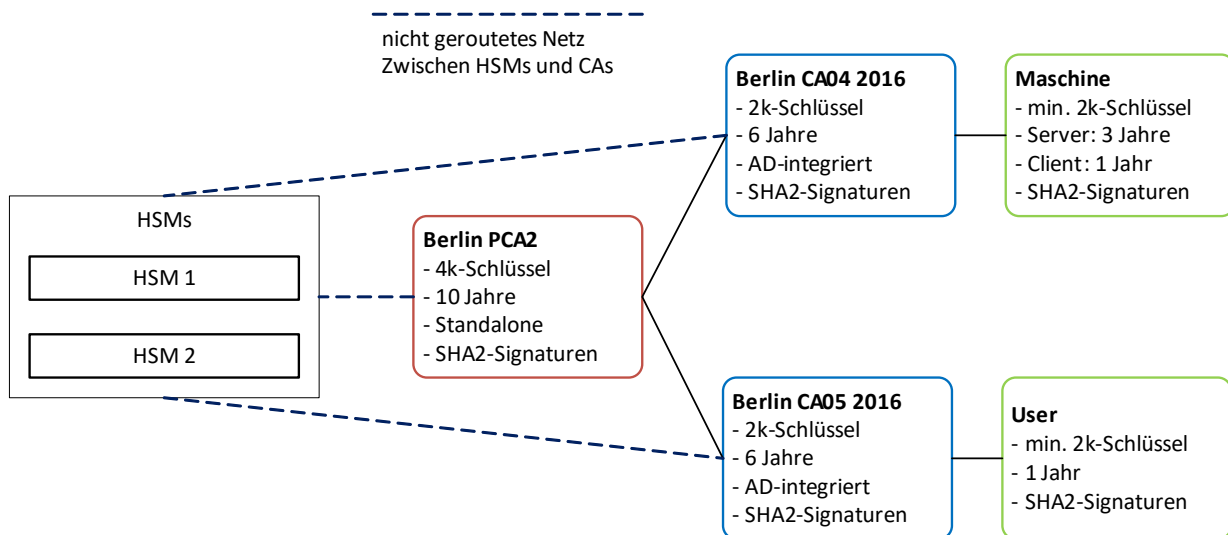 nicht geroutetes Netz
Zwischen HSMs und CAs
HSMs
HSM 1
HSM 2
Berlin PCA2
- 4k-Schlüssel
- 10 Jahre
- Standalone
- SHA2-Signaturen
Berlin CA04 2016
- 2k-Schlüssel
- 6 Jahre
- AD-integriert
- SHA2-Signaturen
Maschine
- min. 2k-Schlüssel
- Server: 3 Jahre
- Client: 1 Jahr
- SHA2-Signaturen
Berlin CA05 2016
- 2k-Schlüssel
- 6 Jahre
- AD-integriert
- SHA2-Signaturen
User
- min. 2k-Schlüssel
- 1 Jahr
- SHA2-Signaturen